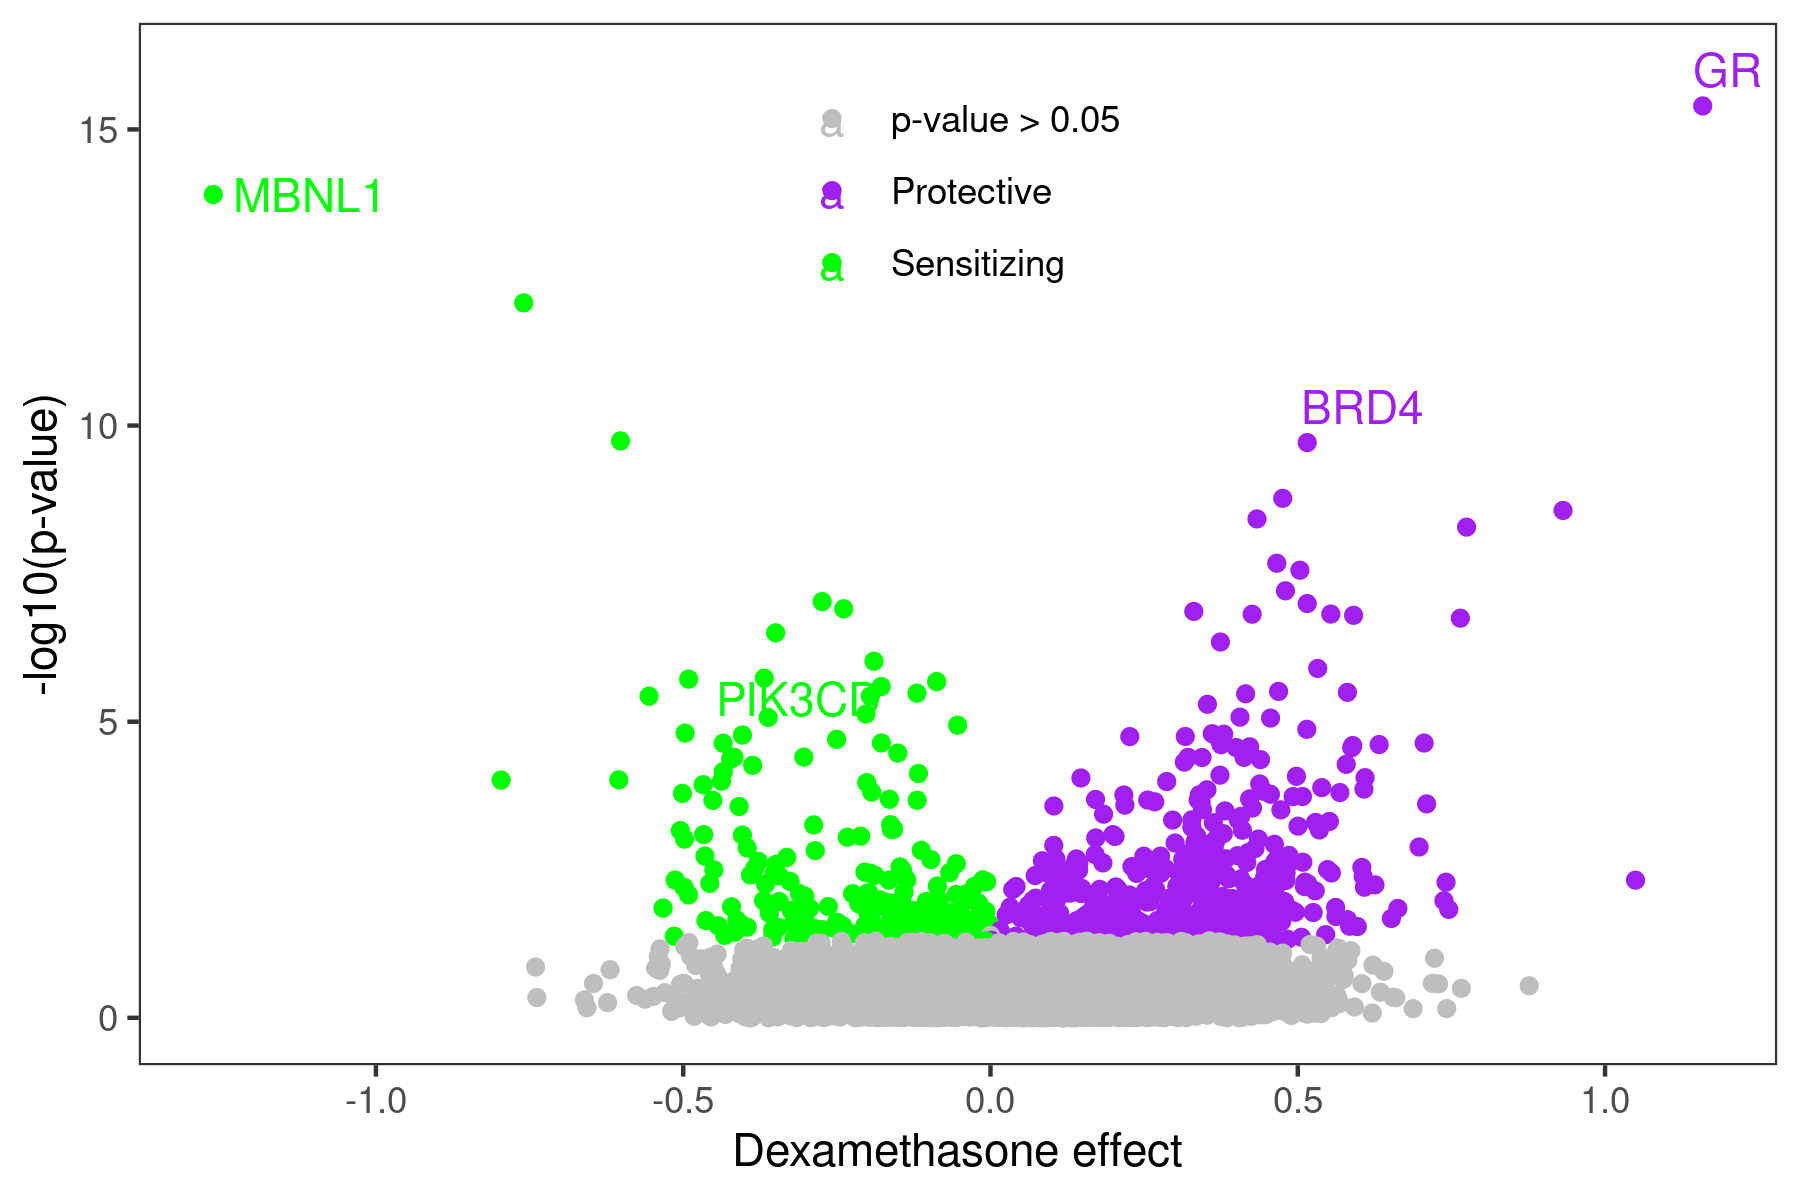 GR
15
a p-value > 0.05
MBNL1
a Protective
a Sensitizing
10
BRD4
-log10(p-value)
PIK3CD
5
0
-1.0 -0.5 0.0 0.5 1.0
Dexamethasone effect